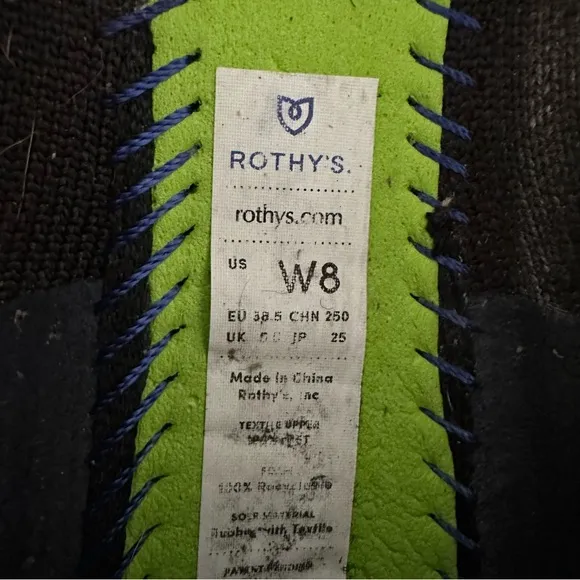 ROTHY'S.
rothys.com
US W8
EU 38.5 CHN 250
UK JP 25
Made in China
Rothy's, Inc
TEXTILE UPPER
100%
100% Recycled
SOLE MATERIAL
Rubber with Textile